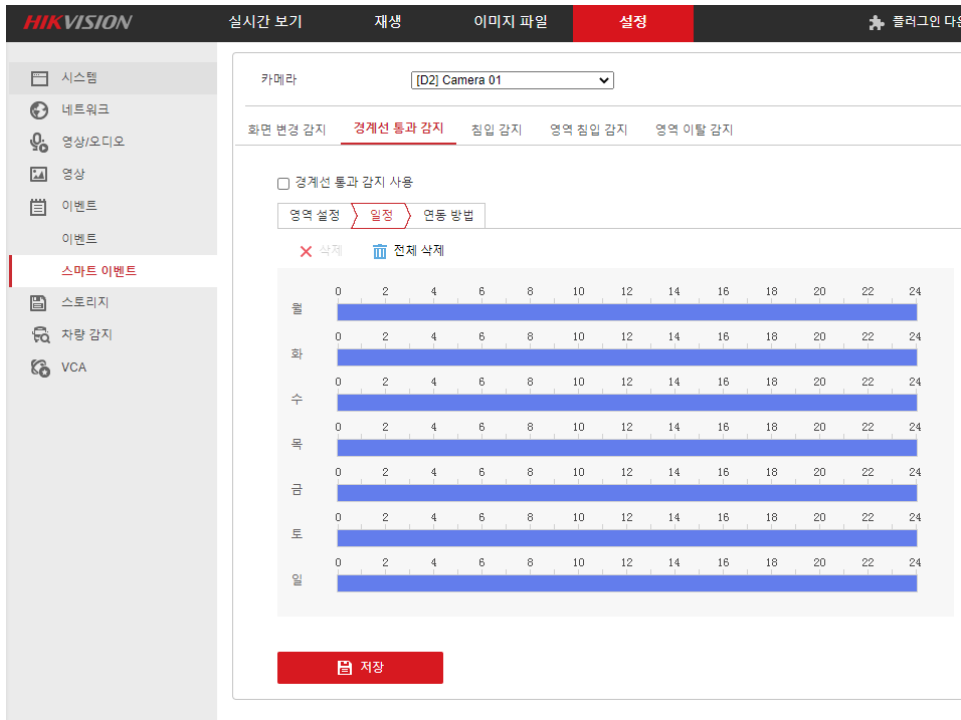 HIKVISION 실시간 보기 재생 이미지 파일 설정 플러그인
시스템
네트워크
영상/오디오
영상
이벤트
이벤트
스마트 이벤트
스토리지
차량 감지
VCA
카메라 [D2] Camera 01
화면 변경 감지 경계선 통과 감지 침입 감지 영역 침입 감지 영역 이탈 감지
경계선 통과 감지 사용
영역 설정 일정 연동 방법
삭제 전체 삭제
0 2 4 6 8 10 12 14 16 18 20 22 24
월
0 2 4 6 8 10 12 14 16 18 20 22 24
화
0 2 4 6 8 10 12 14 16 18 20 22 24
수
0 2 4 6 8 10 12 14 16 18 20 22 24
목
0 2 4 6 8 10 12 14 16 18 20 22 24
금
0 2 4 6 8 10 12 14 16 18 20 22 24
토
0 2 4 6 8 10 12 14 16 18 20 22 24
일
저장